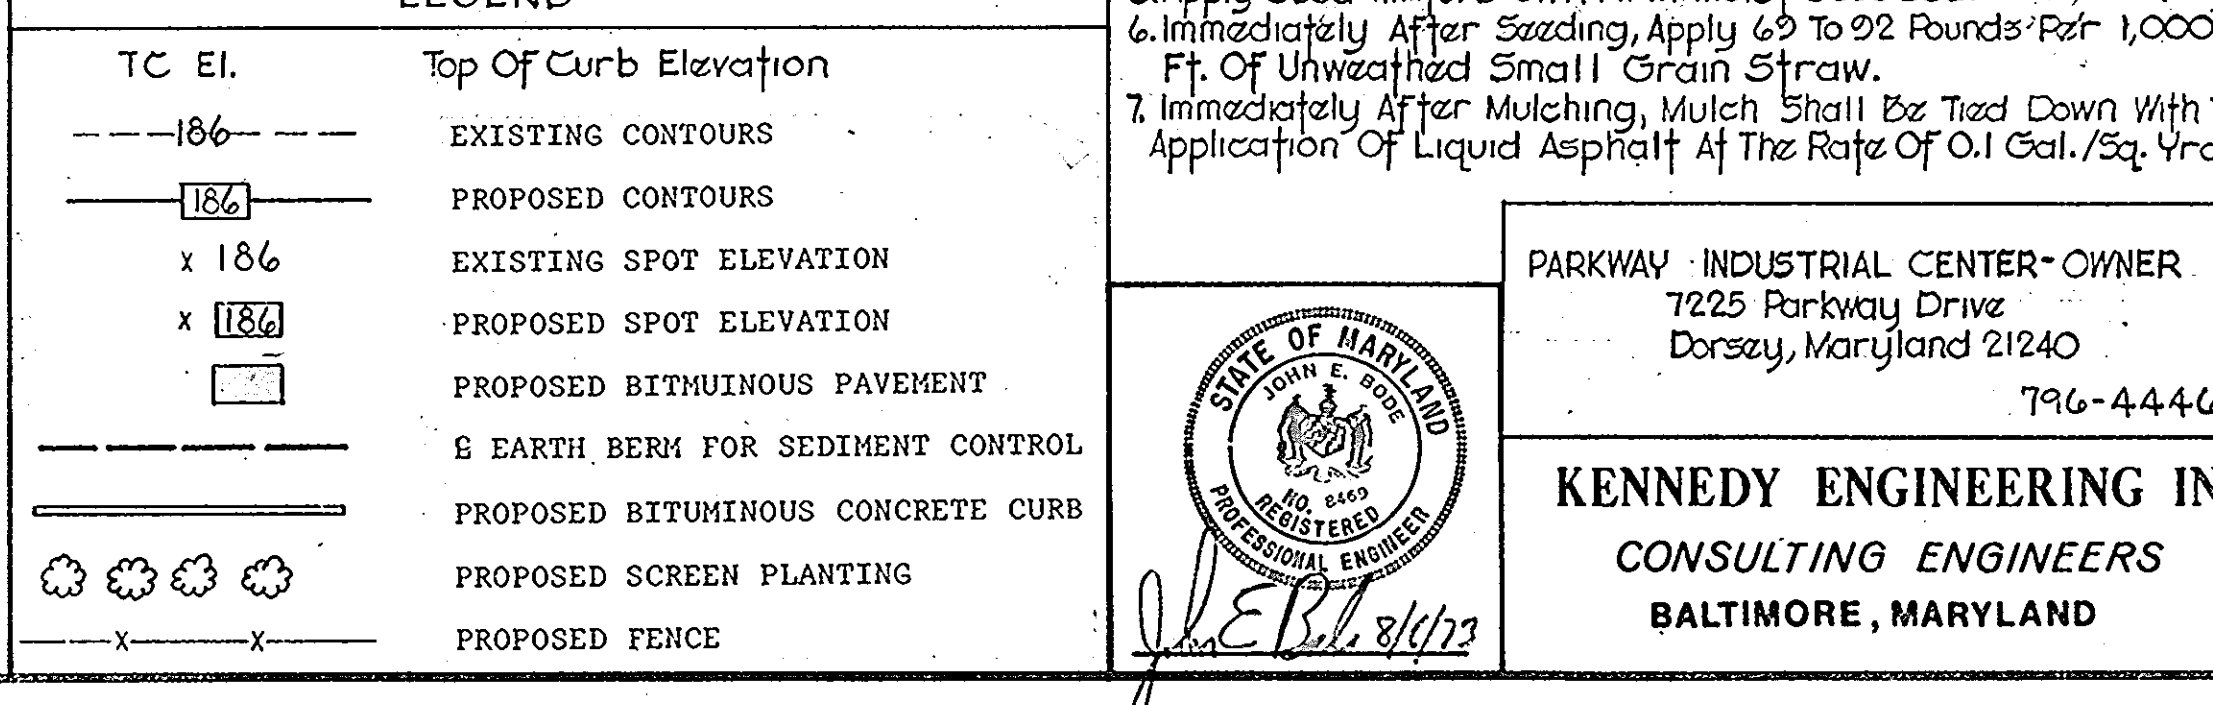 LEGEND
TC El. Top Of Curb Elevation
186 EXISTING CONTOURS
186 PROPOSED CONTOURS
x 186 EXISTING SPOT ELEVATION
x 186 PROPOSED SPOT ELEVATION
PROPOSED BITMUINOUS PAVEMENT
EARTH BERM FOR SEDIMENT CONTROL
PROPOSED BITUMINOUS CONCRETE CURB
PROPOSED SCREEN PLANTING
x x PROPOSED FENCE
6. Immediately After Seeding, Apply 69 To 92 Pounds Per 1,000
Ft. Of Unweathed Small Grain Straw.
7. Immediately After Mulching, Mulch Shall Be Tied Down With
Application Of Liquid Asphalt At The Rate Of 0.1 Gal./Sq. Yrd
STATE OF MARYLAND
JOHN E. BODE
NO. 8469
REGISTERED
PROFESSIONAL ENGINEER
8/6/73
PARKWAY INDUSTRIAL CENTER-OWNER
7225 Parkway Drive
Dorsey, Maryland 21240
796-4446
KENNEDY ENGINEERING IN
CONSULTING ENGINEERS
BALTIMORE, MARYLAND